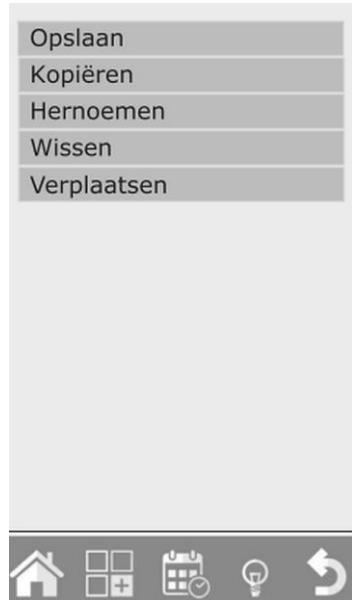 Opslaan
Kopiëren
Hernoemen
Wissen
Verplaatsen